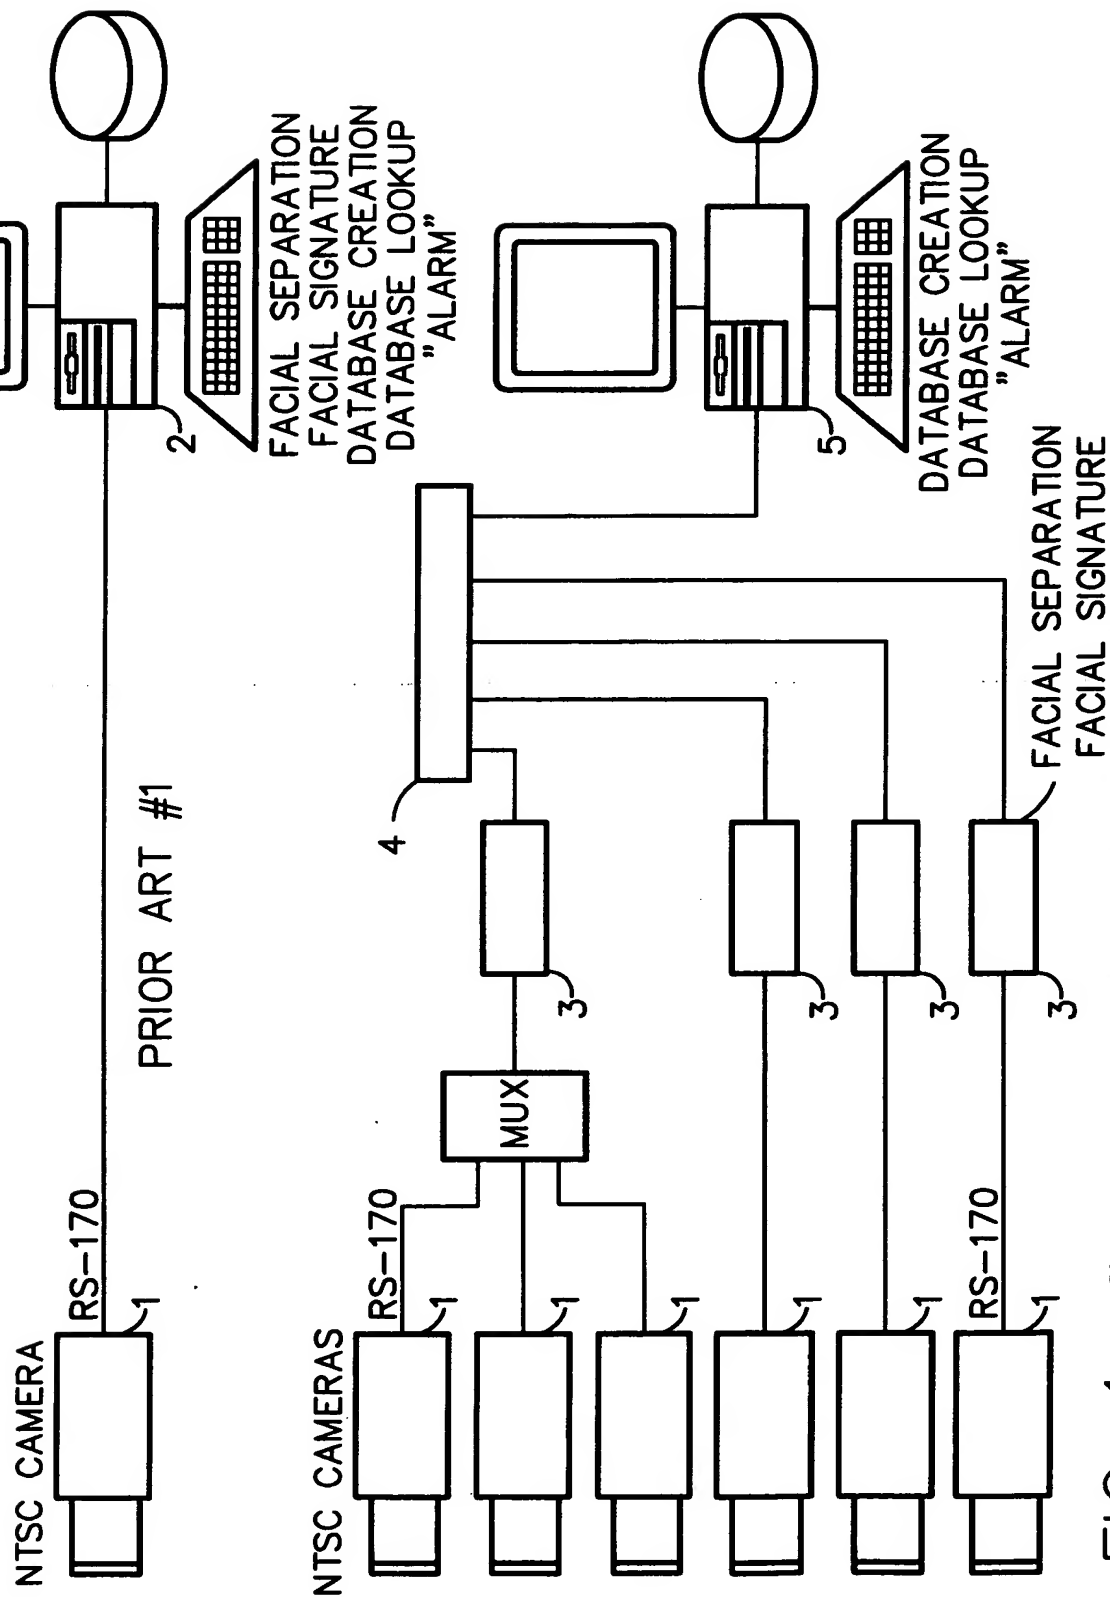 NTSC CAMERA
RS-170
1
2
FACIAL SEPARATION
FACIAL SIGNATURE
DATABASE CREATION
DATABASE LOOKUP
"ALARM"
PRIOR ART #1
NTSC CAMERAS
RS-170
1
1
1
1
1
1
RS-170
MUX
3
3
3
3
4
5
DATABASE CREATION
DATABASE LOOKUP
"ALARM"
FACIAL SEPARATION
FACIAL SIGNATURE